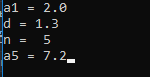 a1 = 2.0
d = 1.3
n =  5
a5 = 7.2